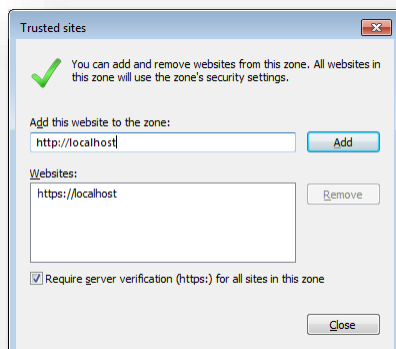 Trusted sites
You can add and remove websites from this zone. All websites in
this zone will use the zone's security settings.
Add this website to the zone:
http://localhost
Add
Websites:
https://localhost
Remove
Require server verification (https:) for all sites in this zone
Close